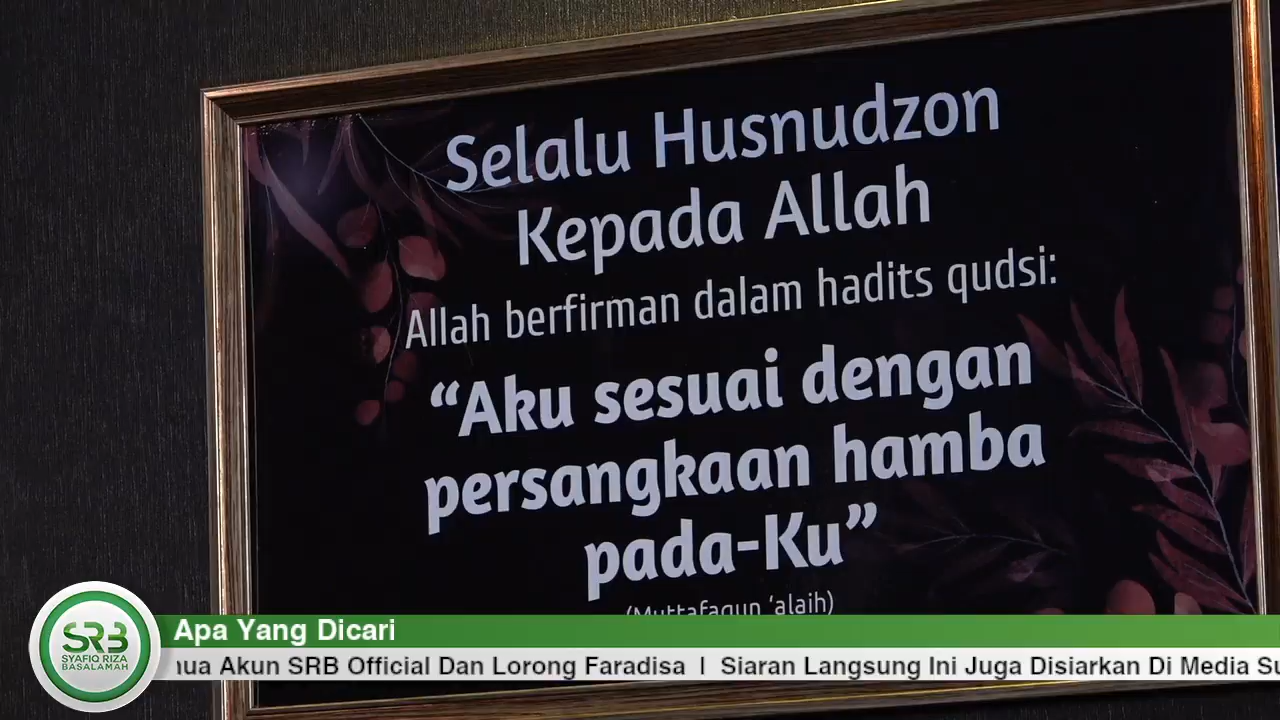 Selalu Husnudzon
Kepada Allah
Allah berfirman dalam hadits qudsi:
“Aku sesuai dengan
persangkaan hamba
pada-Ku”
(Muttafaqun ‘alaih)
SRB
SYAFIQ RIZA
BASALAMAH
Apa Yang Dicari
Akun SRB Official Dan Lorong Faradisa I Siaran Langsung Ini Juga Disiarkan Di Media